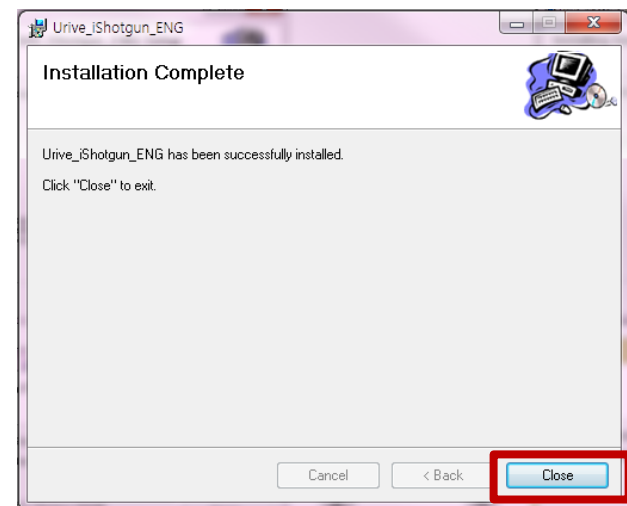 Urive_iShotgun_ENG
Installation Complete
Urive_iShotgun_ENG has been successfully installed.
Click "Close" to exit.
Cancel
< Back
Close